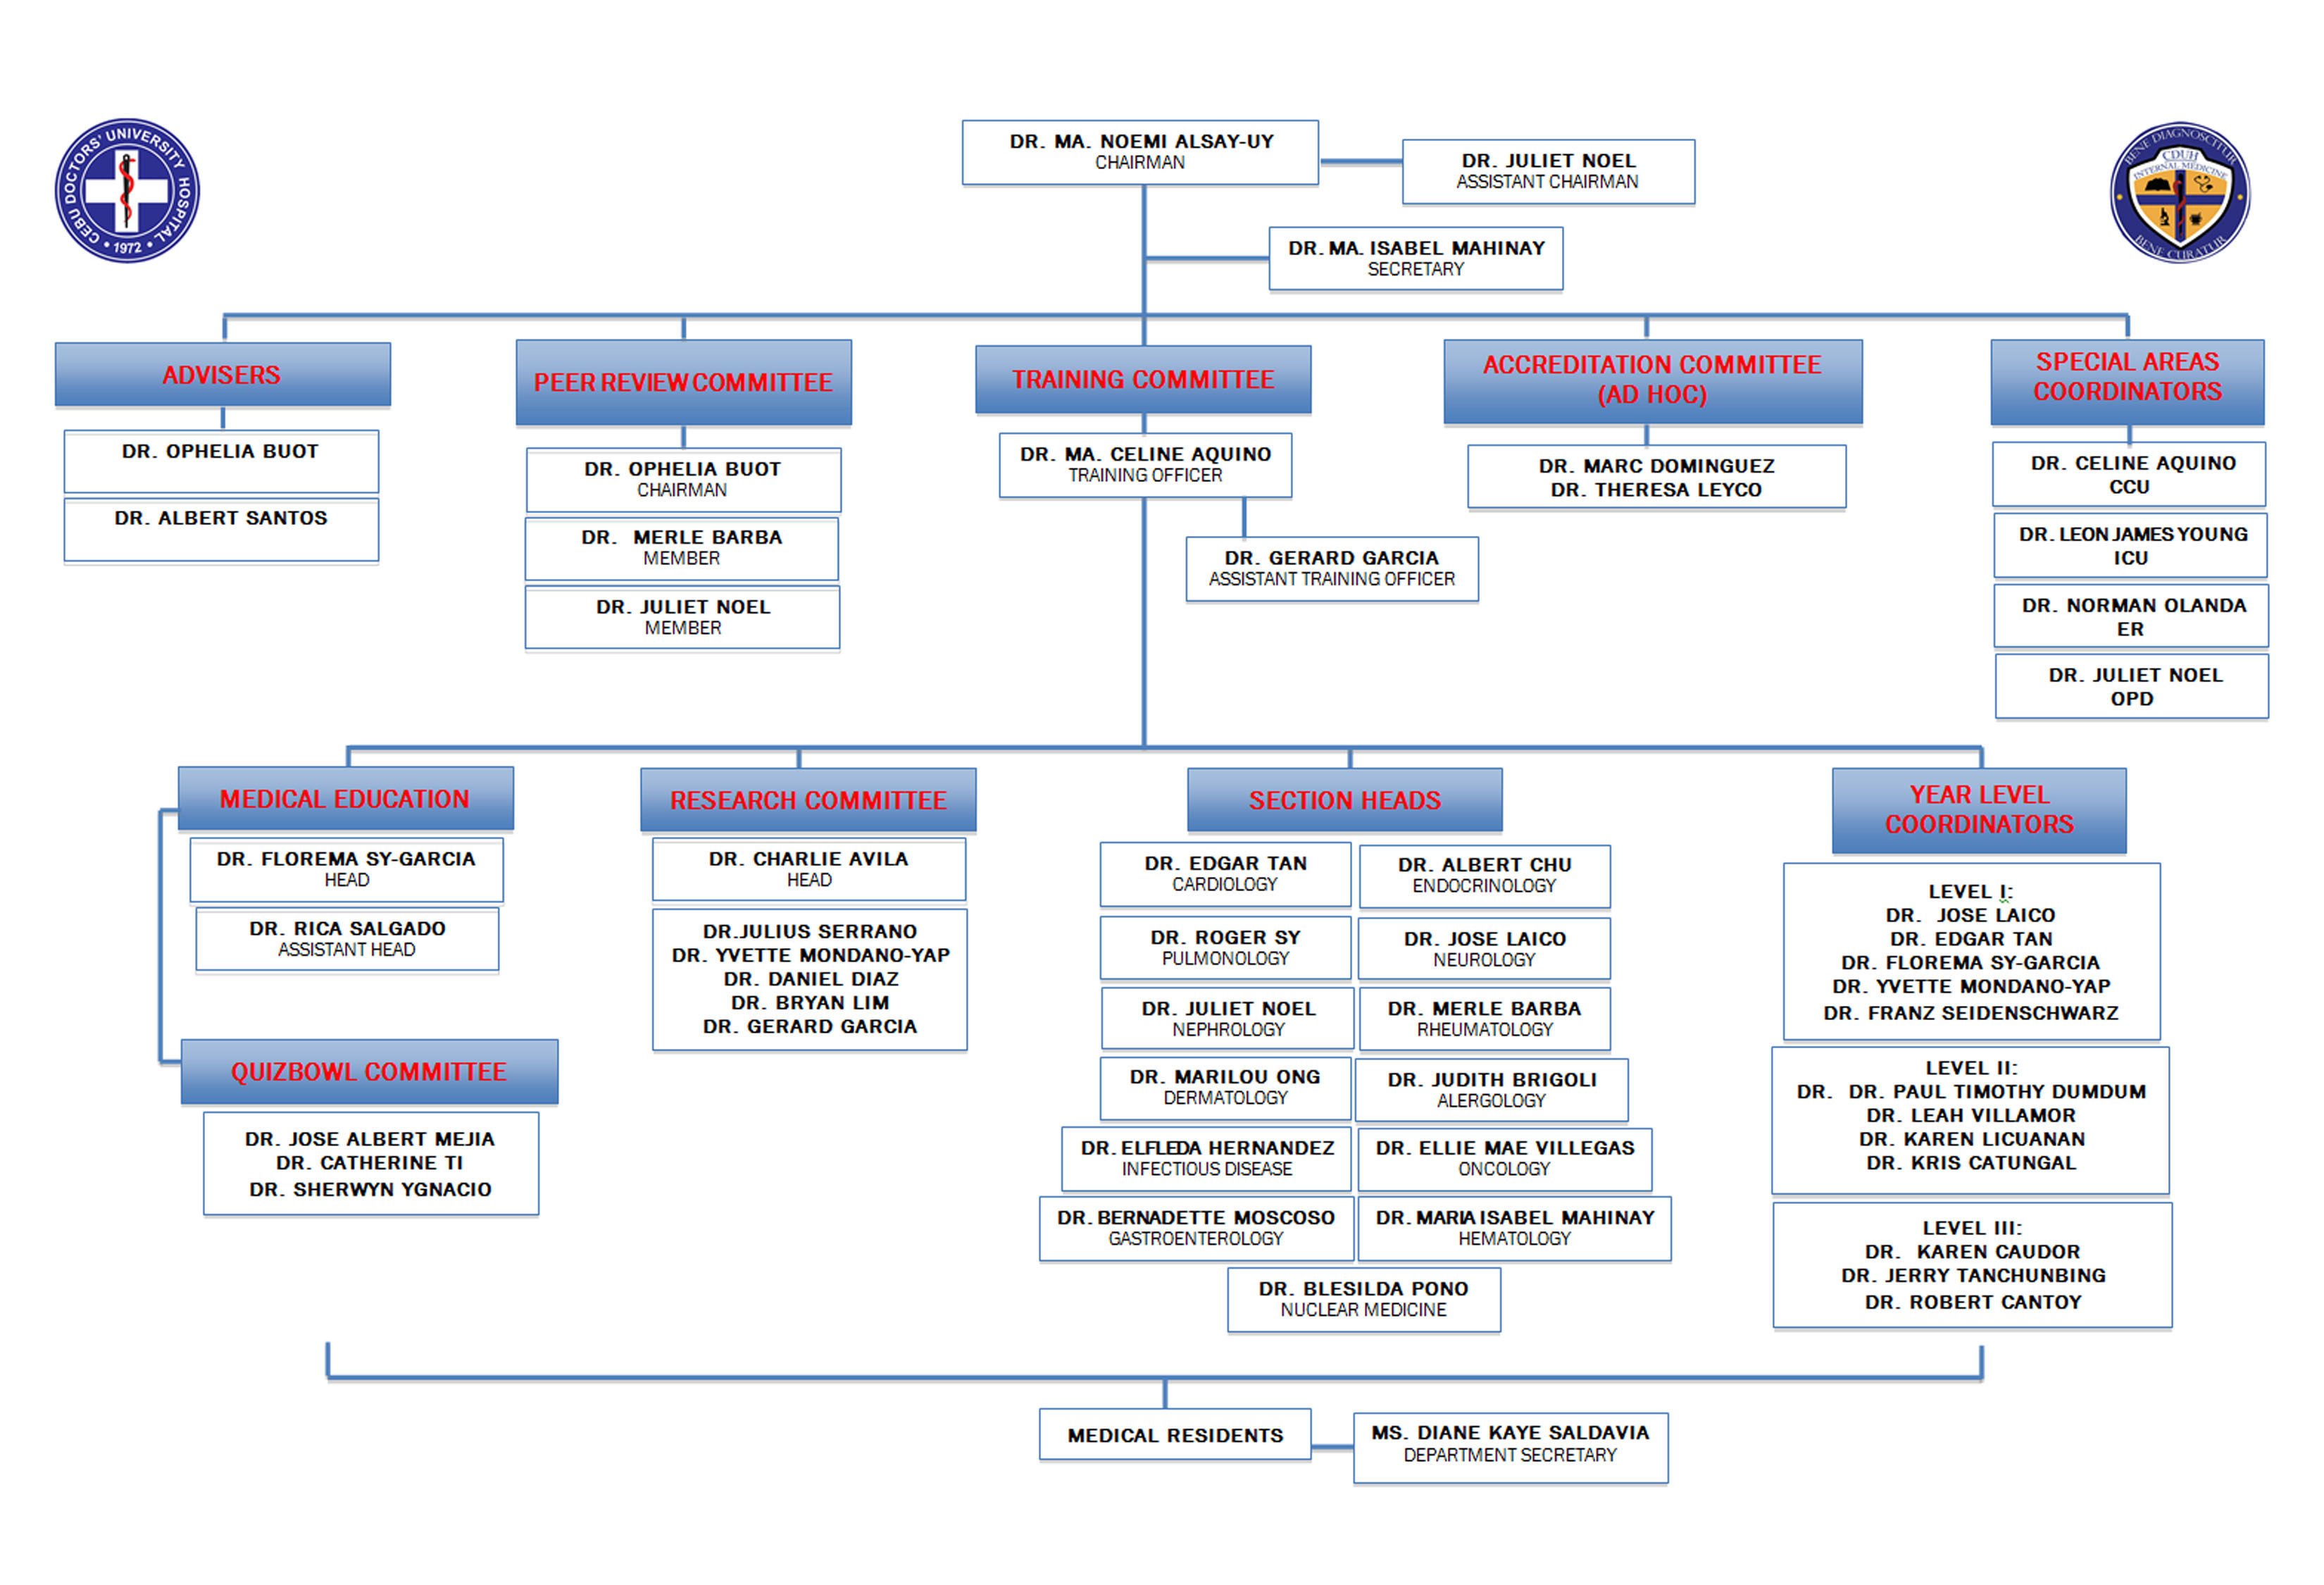 CEBU DOCTORS' UNIVERSITY HOSPITAL
• 1972 •
BENE DIAGNOSCITUR
CDUH
INTERNAL MEDICINE
BENE CURATUR
DR. MA. NOEMI ALSAY-UY
CHAIRMAN
DR. JULIET NOEL
ASSISTANT CHAIRMAN
DR. MA. ISABEL MAHINAY
SECRETARY
ADVISERS
DR. OPHELIA BUOT
DR. ALBERT SANTOS
PEER REVIEW COMMITTEE
DR. OPHELIA BUOT
CHAIRMAN
DR. MERLE BARBA
MEMBER
DR. JULIET NOEL
MEMBER
TRAINING COMMITTEE
DR. MA. CELINE AQUINO
TRAINING OFFICER
DR. GERARD GARCIA
ASSISTANT TRAINING OFFICER
ACCREDITATION COMMITTEE
(AD HOC)
DR. MARC DOMINGUEZ
DR. THERESA LEYCO
SPECIAL AREAS
COORDINATORS
DR. CELINE AQUINO
CCU
DR. LEON JAMES YOUNG
ICU
DR. NORMAN OLANDA
ER
DR. JULIET NOEL
OPD
MEDICAL EDUCATION
DR. FLOREMA SY-GARCIA
HEAD
DR. RICA SALGADO
ASSISTANT HEAD
QUIZBOWL COMMITTEE
DR. JOSE ALBERT MEJIA
DR. CATHERINE TI
DR. SHERWYN YGNACIO
RESEARCH COMMITTEE
DR. CHARLIE AVILA
HEAD
DR.JULIUS SERRANO
DR. YVETTE MONDANO-YAP
DR. DANIEL DIAZ
DR. BRYAN LIM
DR. GERARD GARCIA
SECTION HEADS
DR. EDGAR TAN
CARDIOLOGY
DR. ALBERT CHU
ENDOCRINOLOGY
DR. ROGER SY
PULMONOLOGY
DR. JOSE LAICO
NEUROLOGY
DR. JULIET NOEL
NEPHROLOGY
DR. MERLE BARBA
RHEUMATOLOGY
DR. MARILOU ONG
DERMATOLOGY
DR. JUDITH BRIGOLI
ALERGOLOGY
DR. ELFLEDA HERNANDEZ
INFECTIOUS DISEASE
DR. ELLIE MAE VILLEGAS
ONCOLOGY
DR. BERNADETTE MOSCOSO
GASTROENTEROLOGY
DR. MARIA ISABEL MAHINAY
HEMATOLOGY
DR. BLESILDA PONO
NUCLEAR MEDICINE
YEAR LEVEL
COORDINATORS
LEVEL I:
DR. JOSE LAICO
DR. EDGAR TAN
DR. FLOREMA SY-GARCIA
DR. YVETTE MONDANO-YAP
DR. FRANZ SEIDENSCHWARZ
LEVEL II:
DR. DR. PAUL TIMOTHY DUMDUM
DR. LEAH VILLAMOR
DR. KAREN LICUANAN
DR. KRIS CATUNGAL
LEVEL III:
DR. KAREN CAUDOR
DR. JERRY TANCHUNBING
DR. ROBERT CANTOY
MEDICAL RESIDENTS
MS. DIANE KAYE SALDAVIA
DEPARTMENT SECRETARY